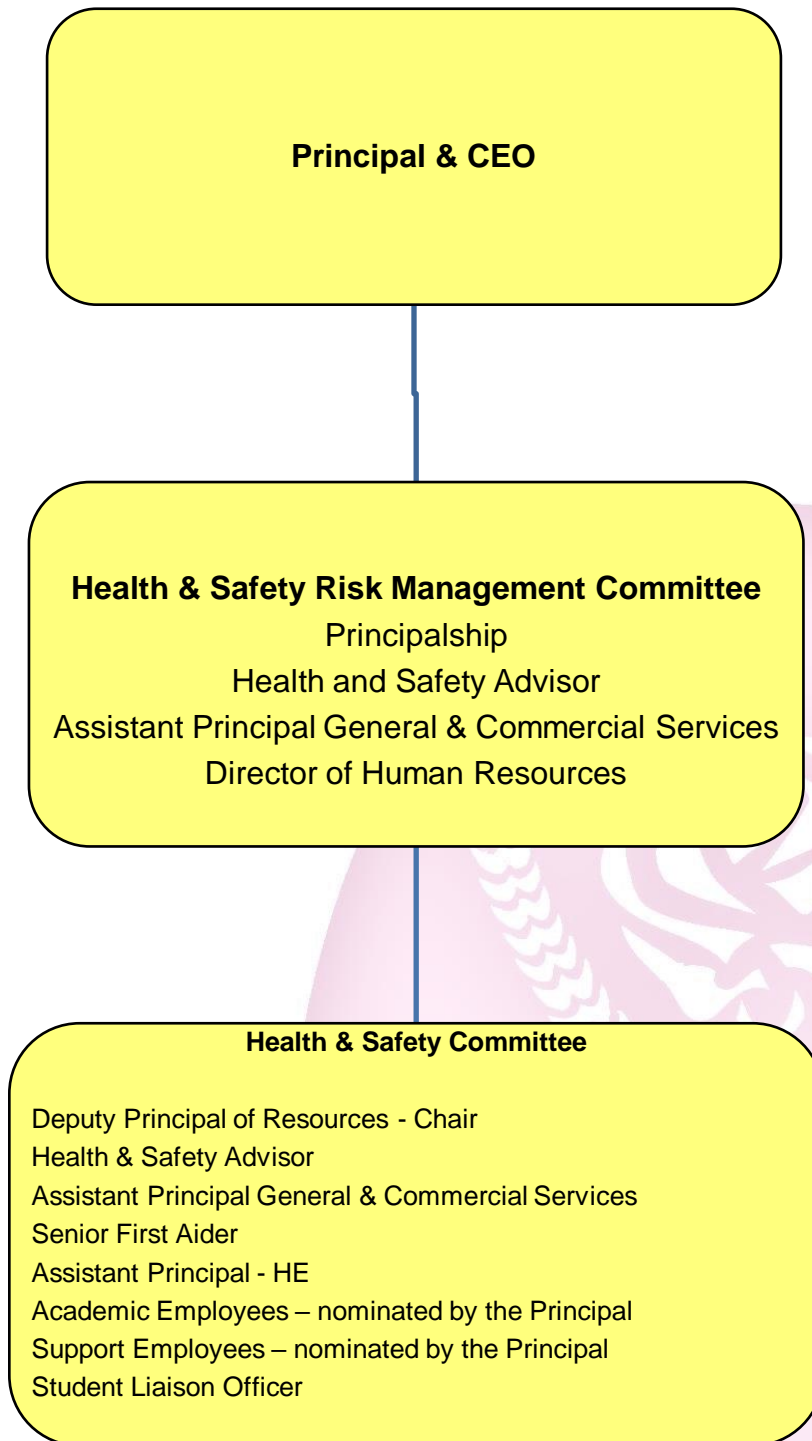 Principal & CEO
Health & Safety Risk Management Committee
Principalship
Health and Safety Advisor
Assistant Principal General & Commercial Services
Director of Human Resources
Health & Safety Committee
Deputy Principal of Resources - Chair
Health & Safety Advisor
Assistant Principal General & Commercial Services
Senior First Aider
Assistant Principal - HE
Academic Employees – nominated by the Principal
Support Employees – nominated by the Principal
Student Liaison Officer